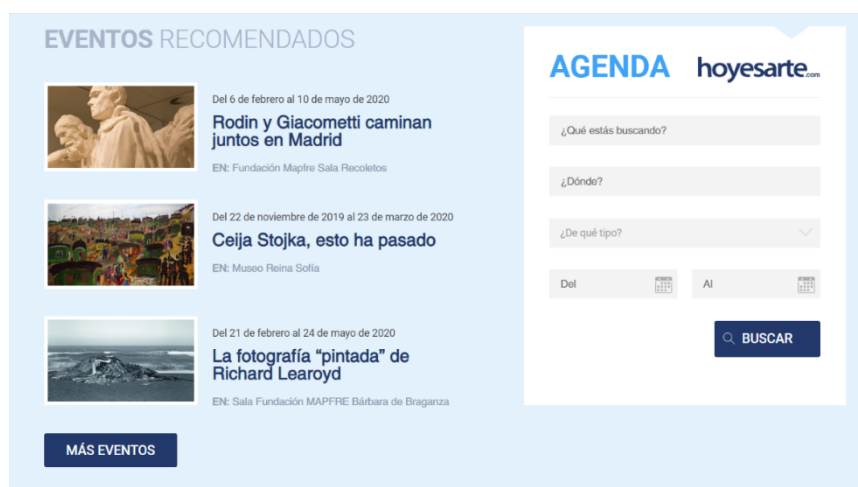 EVENTOS RECOMENDADOS
Del 6 de febrero al 10 de mayo de 2020
Rodin y Giacometti caminan
juntos en Madrid
EN: Fundación Mapfre Sala Recoletos
Del 22 de noviembre de 2019 al 23 de marzo de 2020
Ceija Stojka, esto ha pasado
EN: Museo Reina Sofía
Del 21 de febrero al 24 de mayo de 2020
La fotografía “pintada” de
Richard Learoyd
EN: Sala Fundación MAPFRE Bárbara de Braganza
MÁS EVENTOS
AGENDA hoyesarte.com
¿Qué estás buscando?
¿Dónde?
¿De qué tipo?
Del Al
BUSCAR